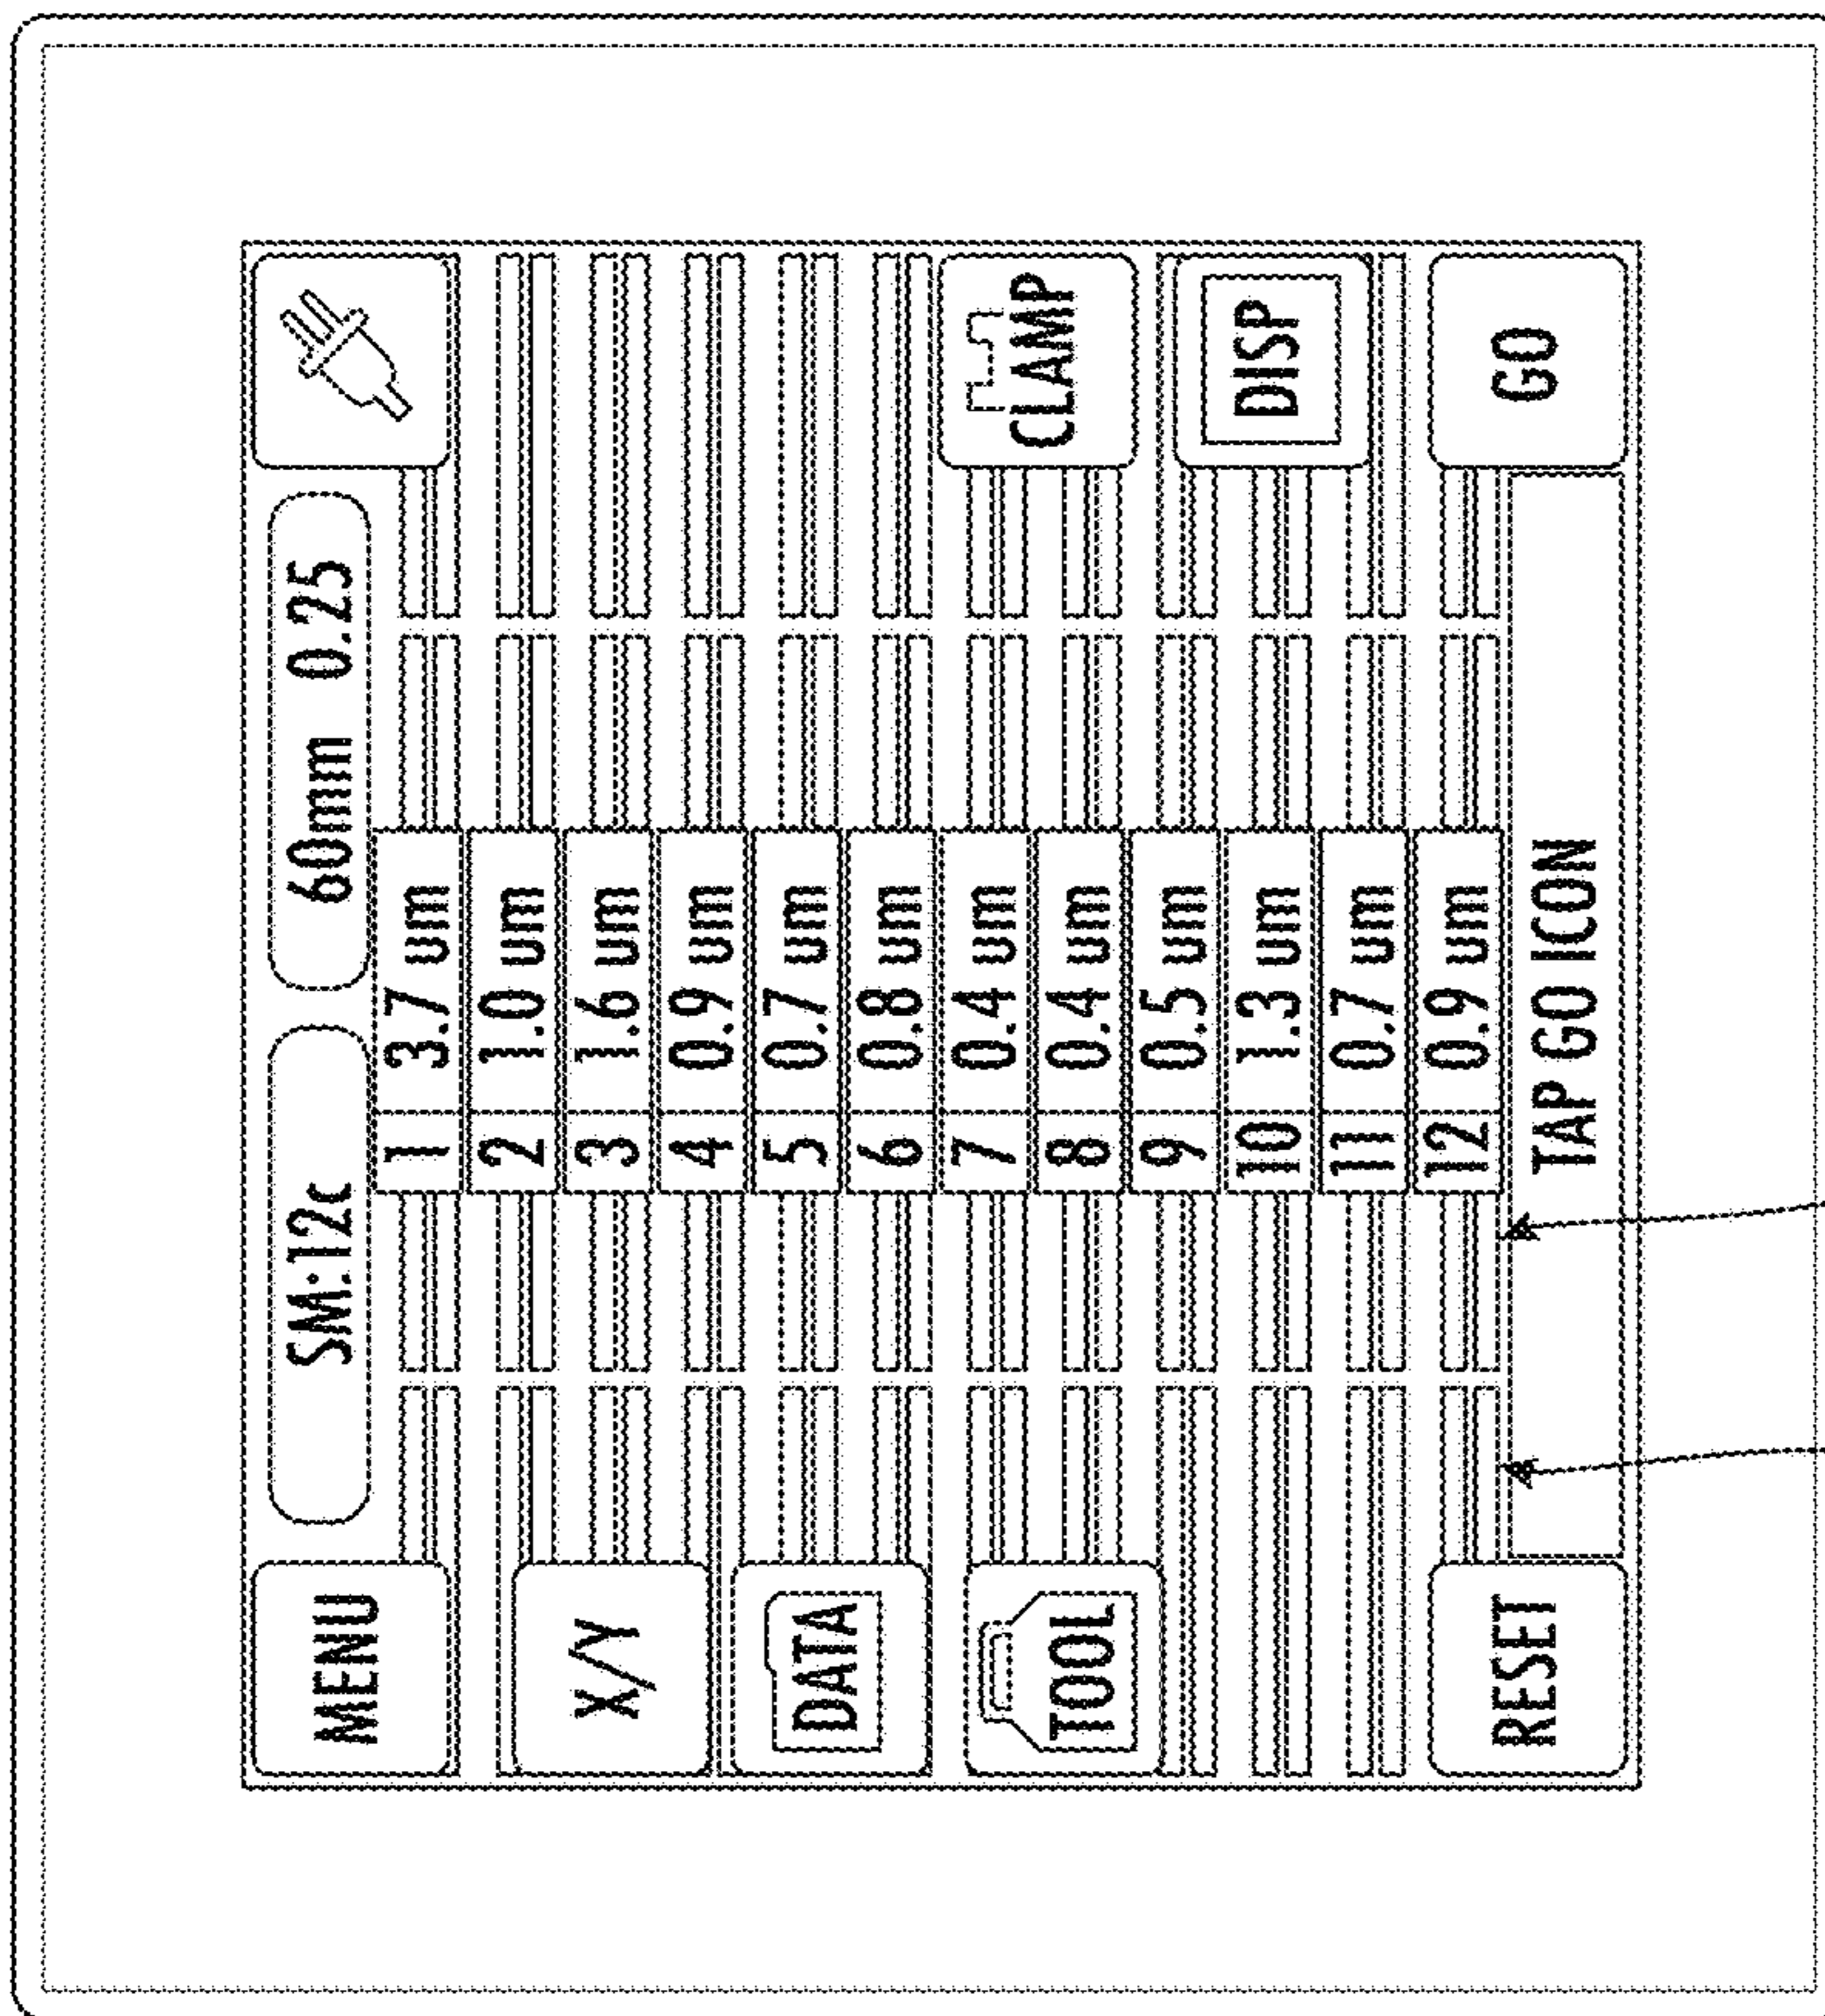 MENU
SM:12c
60mm 0.25
1 3.7 um
2 1.0 um
3 1.6 um
4 0.9 um
5 0.7 um
6 0.8 um
7 0.4 um
8 0.4 um
9 0.5 um
10 1.3 um
11 0.7 um
12 0.9 um
X/Y
DATA
TOOL
CLAMP
DISP
RESET
TAP GO ICON
GO